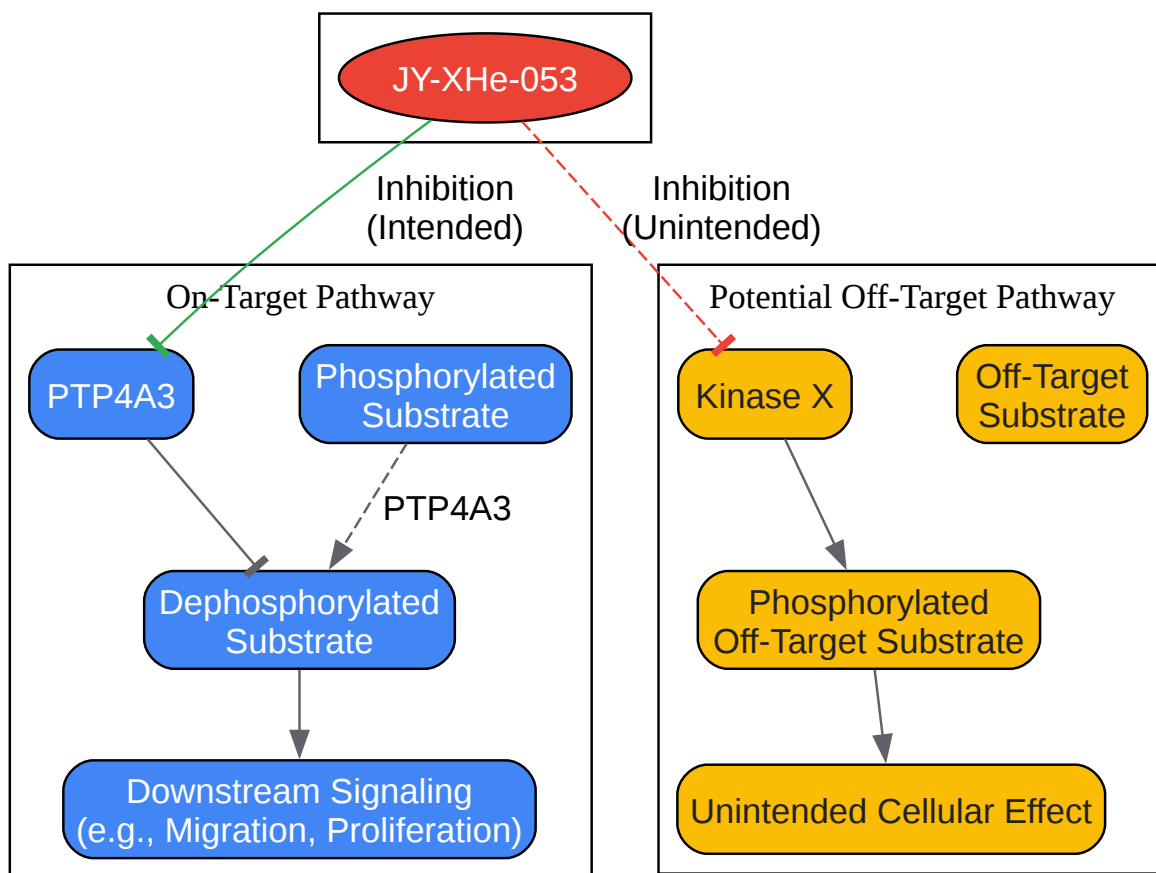 JY-XHe-053
Inhibition
(Intended)
Inhibition
(Unintended)
On-Target Pathway
PTP4A3
Phosphorylated
Substrate
PTP4A3
Dephosphorylated
Substrate
Downstream Signaling
(e.g., Migration, Proliferation)
Potential Off-Target Pathway
Kinase X
Off-Target
Substrate
Phosphorylated
Off-Target Substrate
Unintended Cellular Effect